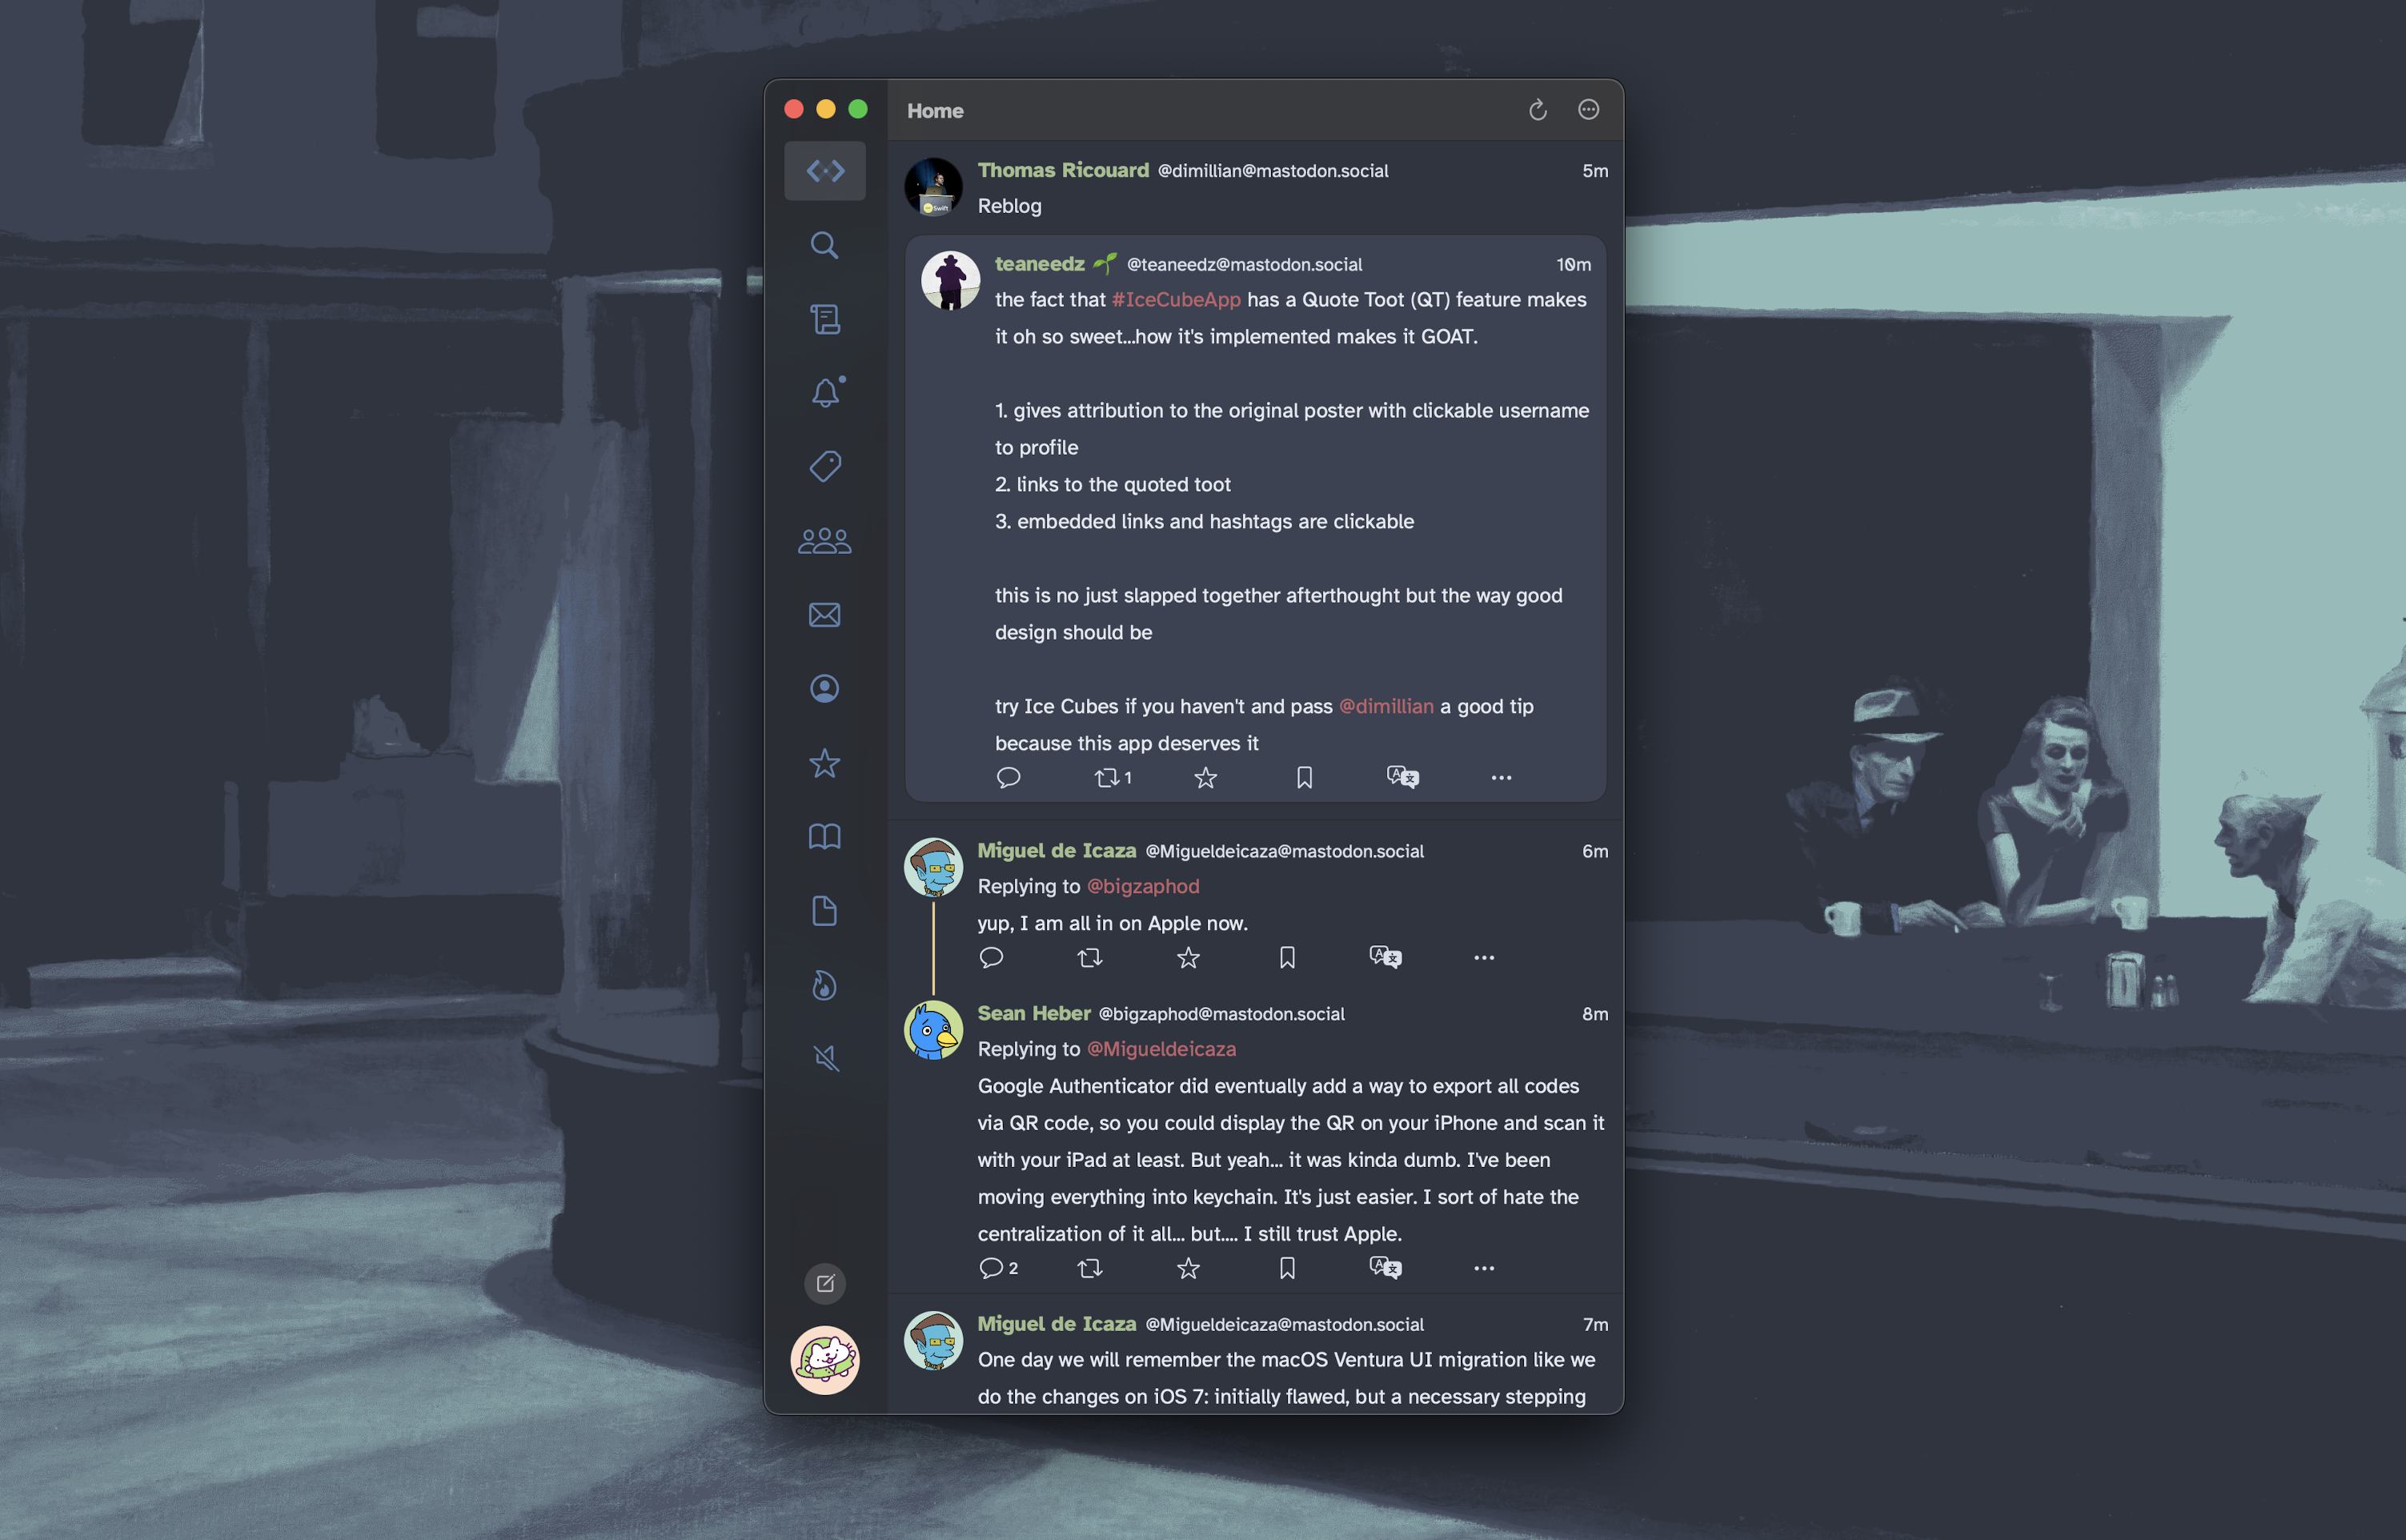 Home
Thomas Ricouard @dimillian@mastodon.social 5m
Reblog
teaneedz 🌱 @teaneedz@mastodon.social 10m
the fact that #IceCubeApp has a Quote Toot (QT) feature makes
it oh so sweet...how it's implemented makes it GOAT.
1. gives attribution to the original poster with clickable username
to profile
2. links to the quoted toot
3. embedded links and hashtags are clickable
this is no just slapped together afterthought but the way good
design should be
try Ice Cubes if you haven't and pass @dimillian a good tip
because this app deserves it
1
Miguel de Icaza @Migueldeicaza@mastodon.social 6m
Replying to @bigzaphod
yup, I am all in on Apple now.
Sean Heber @bigzaphod@mastodon.social 8m
Replying to @Migueldeicaza
Google Authenticator did eventually add a way to export all codes
via QR code, so you could display the QR on your iPhone and scan it
with your iPad at least. But yeah... it was kinda dumb. I've been
moving everything into keychain. It's just easier. I sort of hate the
centralization of it all... but.... I still trust Apple.
2
Miguel de Icaza @Migueldeicaza@mastodon.social 7m
One day we will remember the macOS Ventura UI migration like we
do the changes on iOS 7: initially flawed, but a necessary stepping